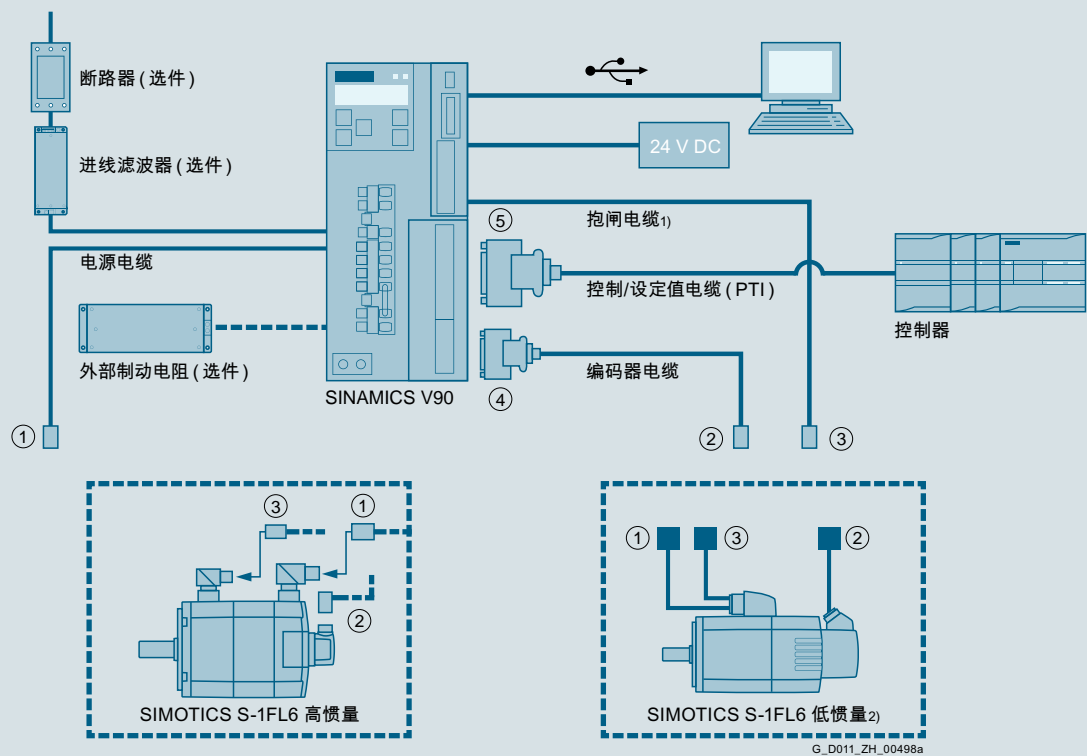 断路器 (选件)
进线滤波器 (选件)
24 V DC
⑤
抱闸电缆1)
电源电缆
控制/设定值电缆 (PTI)
控制器
外部制动电阻 (选件)
编码器电缆
SINAMICS V90
④
①
②
③
③
①
②
SIMOTICS S-1FL6 高惯量
①
③
②
SIMOTICS S-1FL6 低惯量2)
G_D011_ZH_00498a